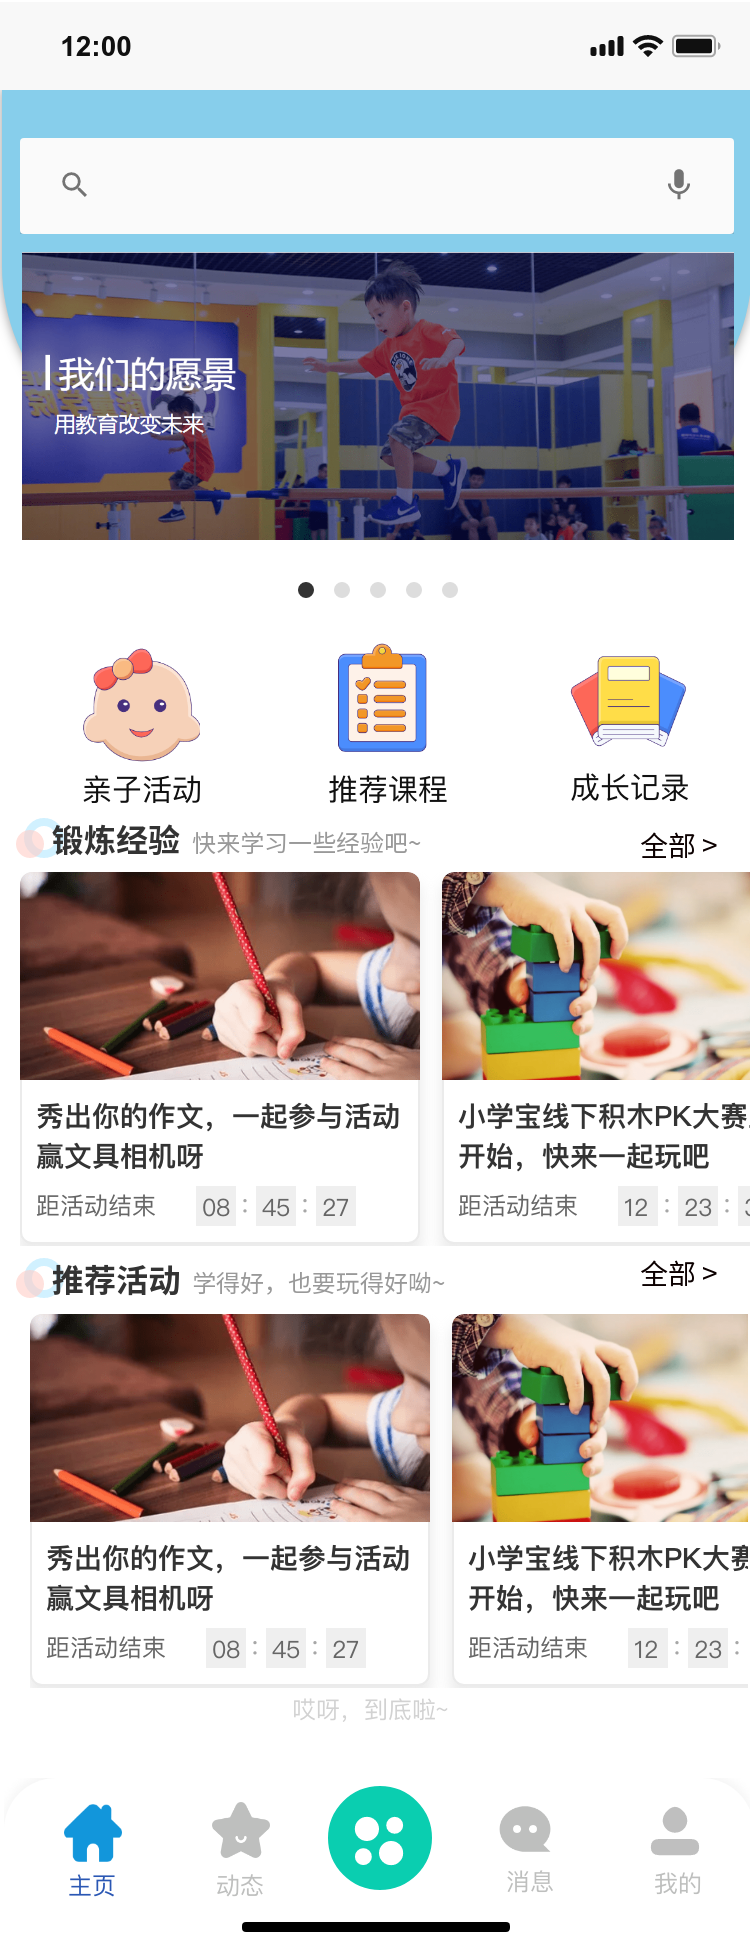 12:00
我们的愿景
用教育改变未来
亲子活动
推荐课程
成长记录
锻炼经验 快来学习一些经验吧~
全部 >
秀出你的作文，一起参与活动
赢文具相机呀
距活动结束 08 : 45 : 27
小学宝线下积木PK大赛
开始，快来一起玩吧
距活动结束 12 : 23 :
推荐活动 学得好，也要玩得好呦~
全部 >
秀出你的作文，一起参与活动
赢文具相机呀
距活动结束 08 : 45 : 27
小学宝线下积木PK大赛
开始，快来一起玩吧
距活动结束 12 : 23 :
哎呀，到底啦~
主页
动态
消息
我的